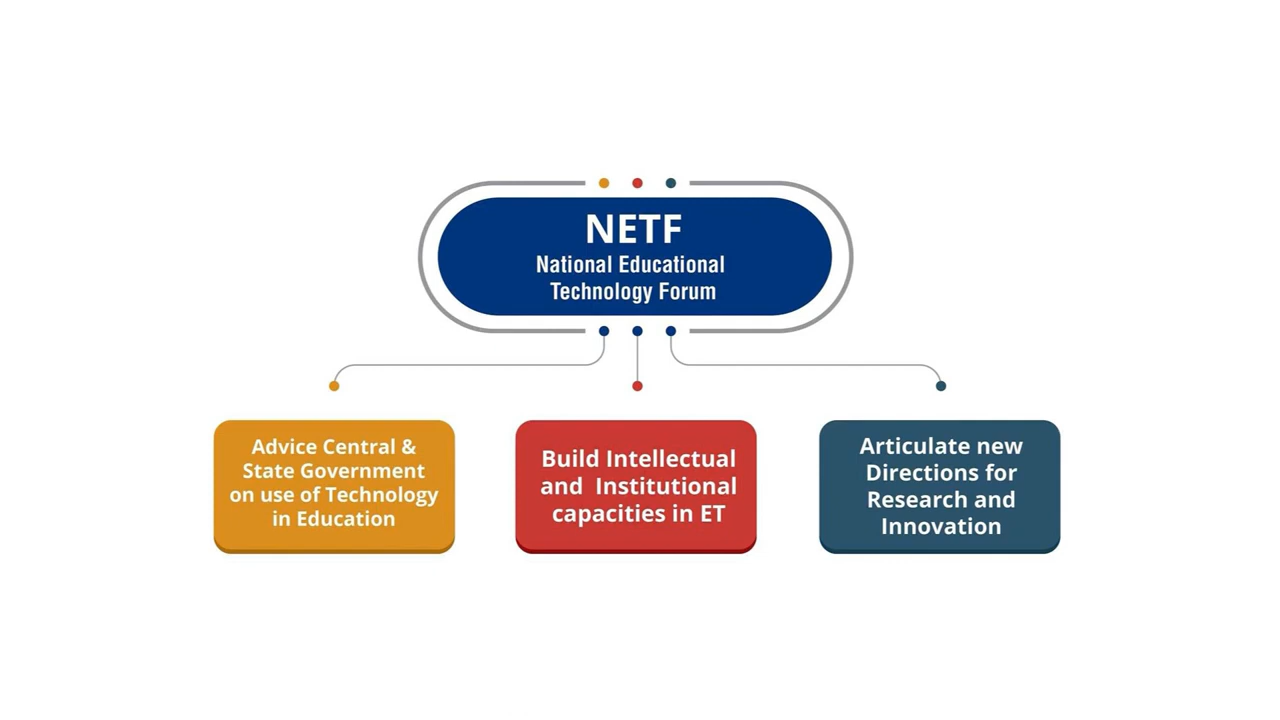 NETF
National Educational
Technology Forum
Advice Central &
State Government
on use of Technology
in Education
Build Intellectual
and Institutional
capacities in ET
Articulate new
Directions for
Research and
Innovation